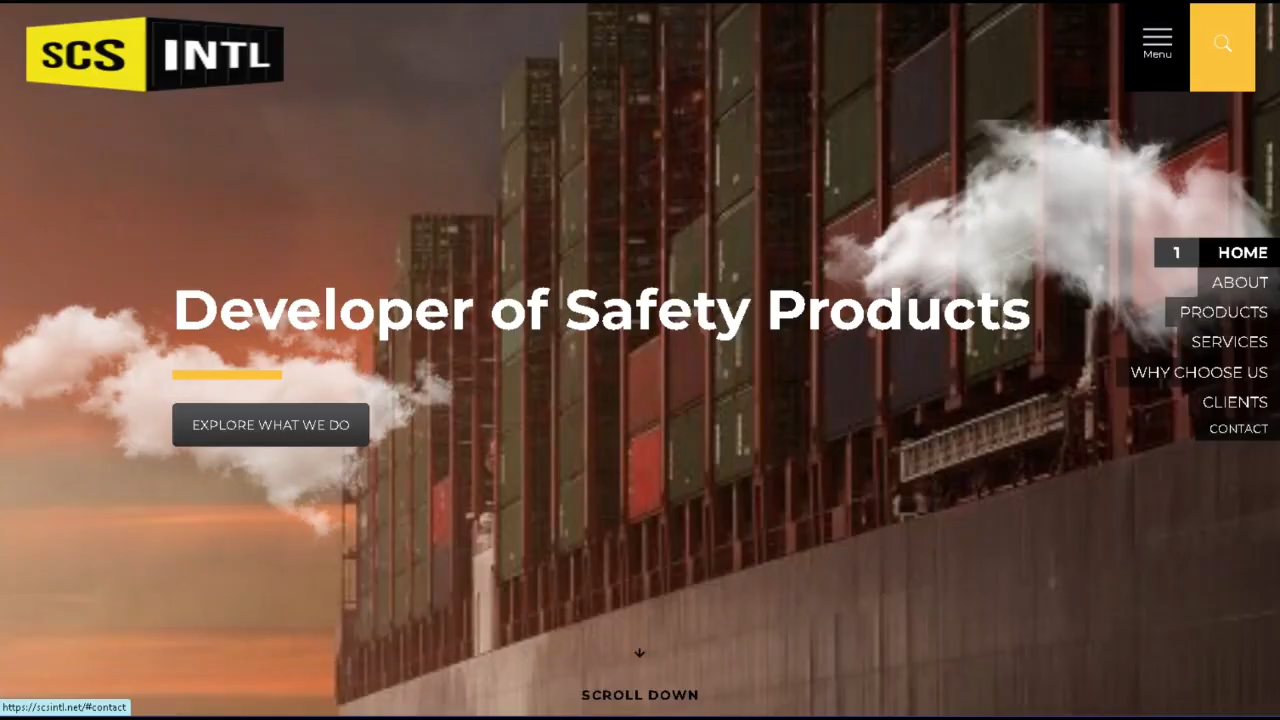 SCS INTL
Menu
Developer of Safety Products
EXPLORE WHAT WE DO
1 HOME
ABOUT
PRODUCTS
SERVICES
WHY CHOOSE US
CLIENTS
CONTACT
SCROLL DOWN
https://scsintl.net/#contact